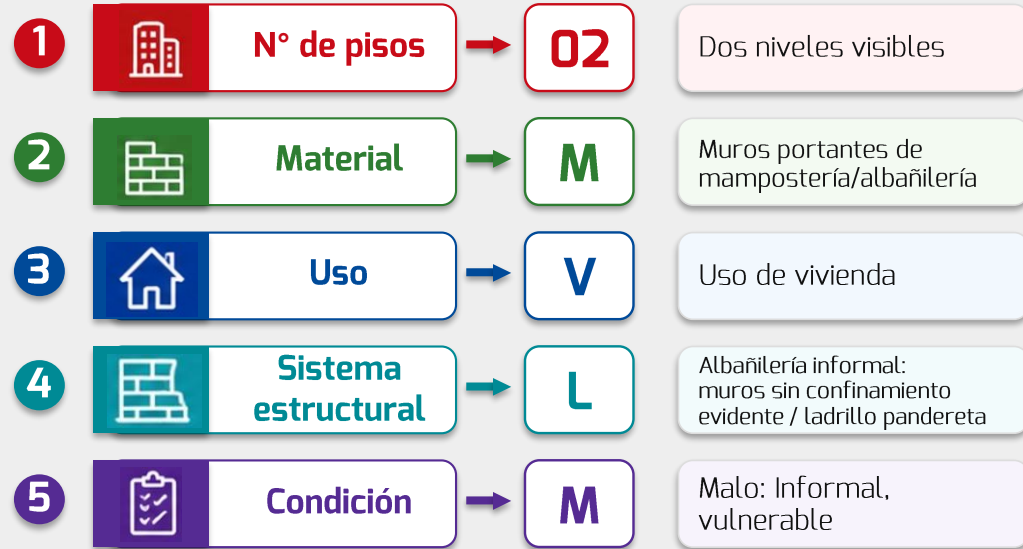 1
N° de pisos
02
Dos niveles visibles
2
Material
M
Muros portantes de
mampostería/albañilería
3
Uso
V
Uso de vivienda
4
Sistema
estructural
L
Albañilería informal:
muros sin confinamiento
evidente / ladrillo pandereta
5
Condición
M
Malo: Informal,
vulnerable